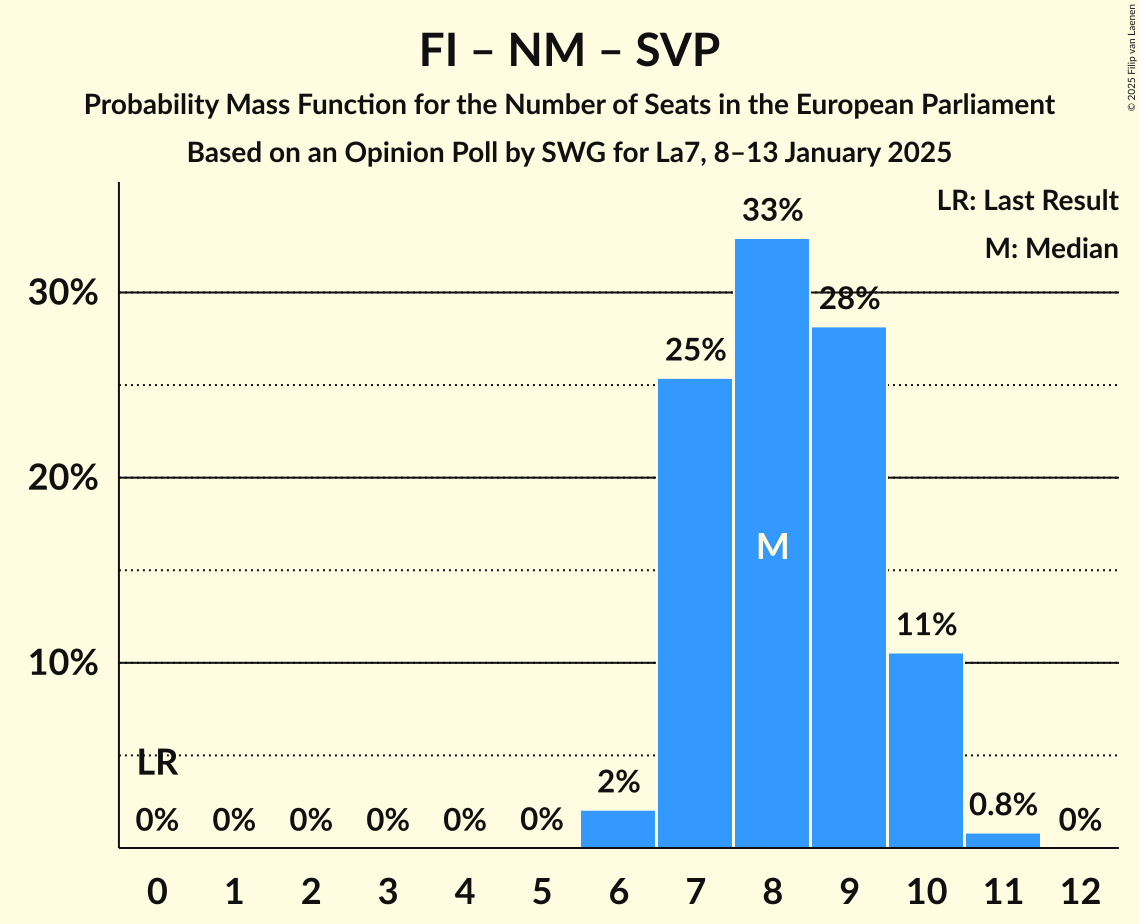 FI – NM – SVP
Probability Mass Function for the Number of Seats in the European Parliament
Based on an Opinion Poll by SWG for La7, 8–13 January 2025
© 2025 Filip van Laenen
LR: Last Result
M: Median
30%
20%
10%
LR
0%
0%
0%
0%
0%
0%
2%
25%
33%
28%
11%
0.8%
0%
M
0 1 2 3 4 5 6 7 8 9 10 11 12